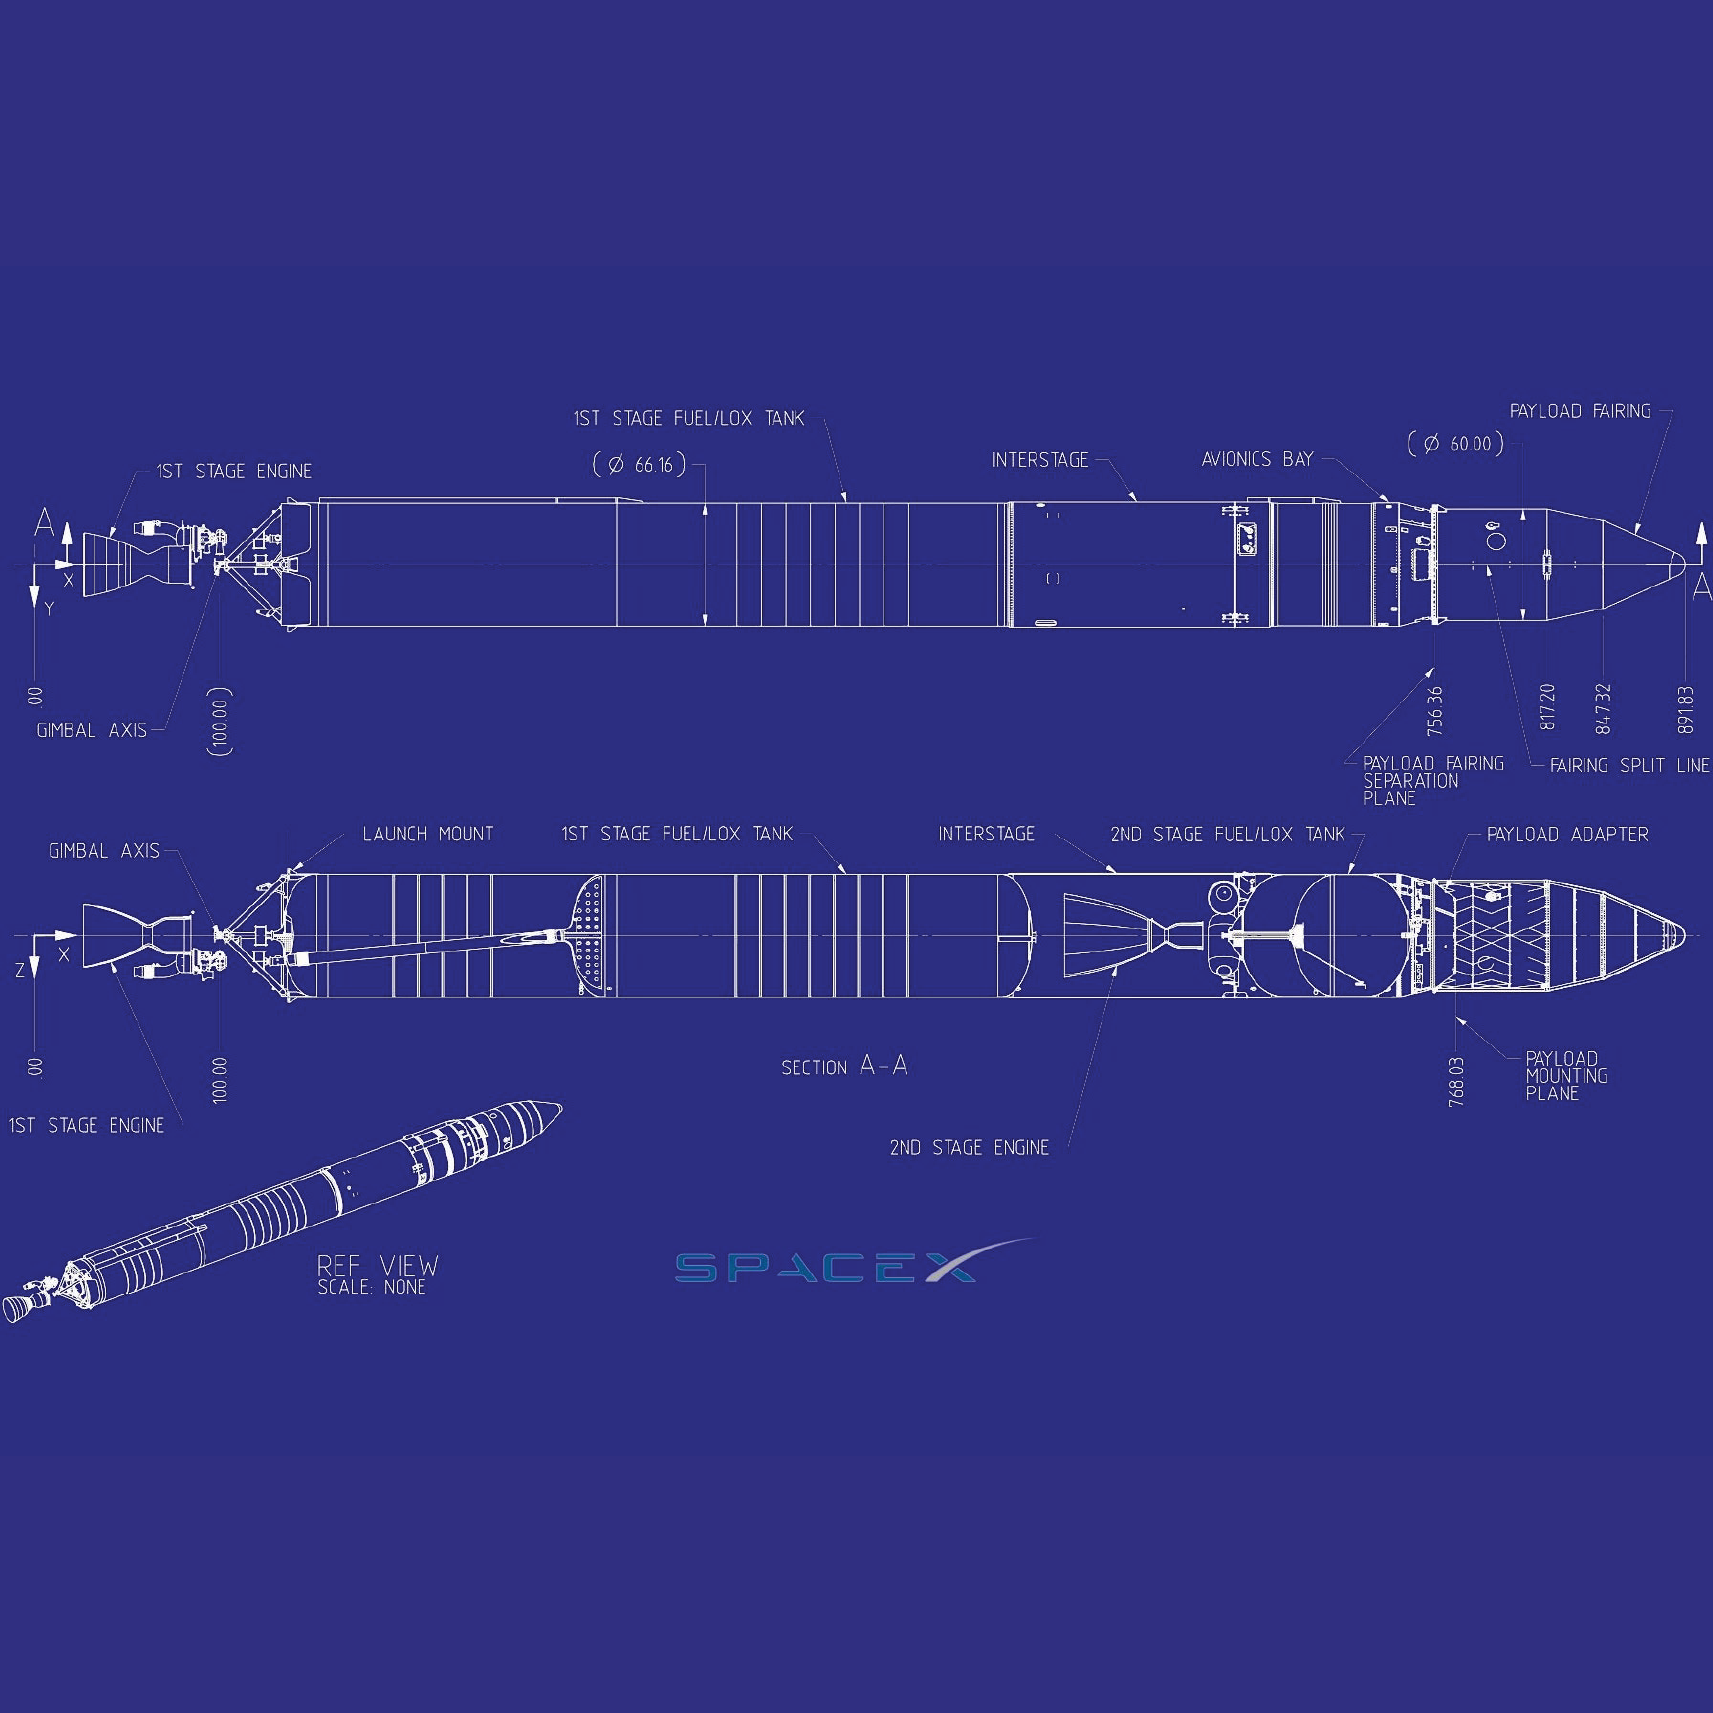 1ST STAGE FUEL/LOX TANK
PAYLOAD FAIRING
(Ø 60.00)
1ST STAGE ENGINE
(Ø 66.16)
INTERSTAGE
AVIONICS BAY
A
X
Y
A
.00
GIMBAL AXIS
(100.00)
756.36
817.20
847.32
891.83
PAYLOAD FAIRING
SEPARATION
PLANE
FAIRING SPLIT LINE
GIMBAL AXIS
LAUNCH MOUNT
1ST STAGE FUEL/LOX TANK
INTERSTAGE
2ND STAGE FUEL/LOX TANK
PAYLOAD ADAPTER
X
Z
.00
100.00
SECTION A-A
768.03
PAYLOAD
MOUNTING
PLANE
1ST STAGE ENGINE
2ND STAGE ENGINE
REF VIEW
SCALE: NONE
SPACEX